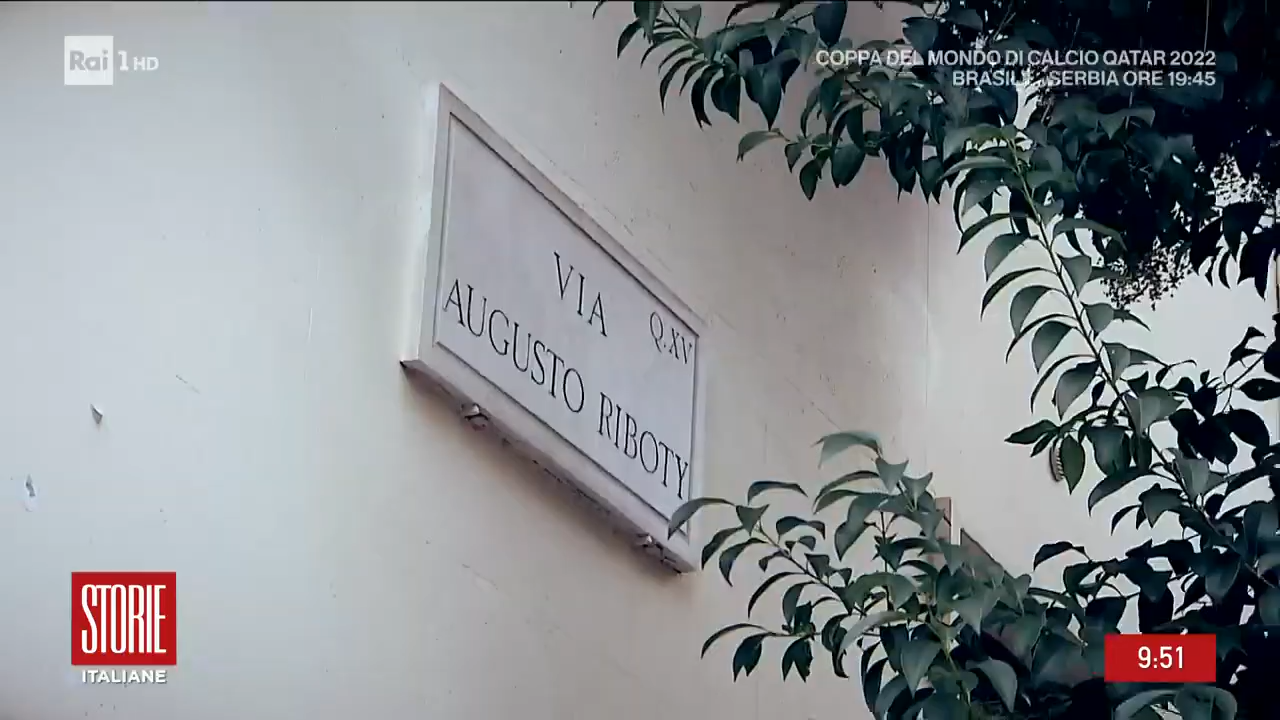 Rai 1 HD
COPPA DEL MONDO DI CALCIO QATAR 2022
BRASILE - SERBIA ORE 19:45
VIA
Q.XV
AUGUSTO RIBOTY
STORIE
ITALIANE
9:51